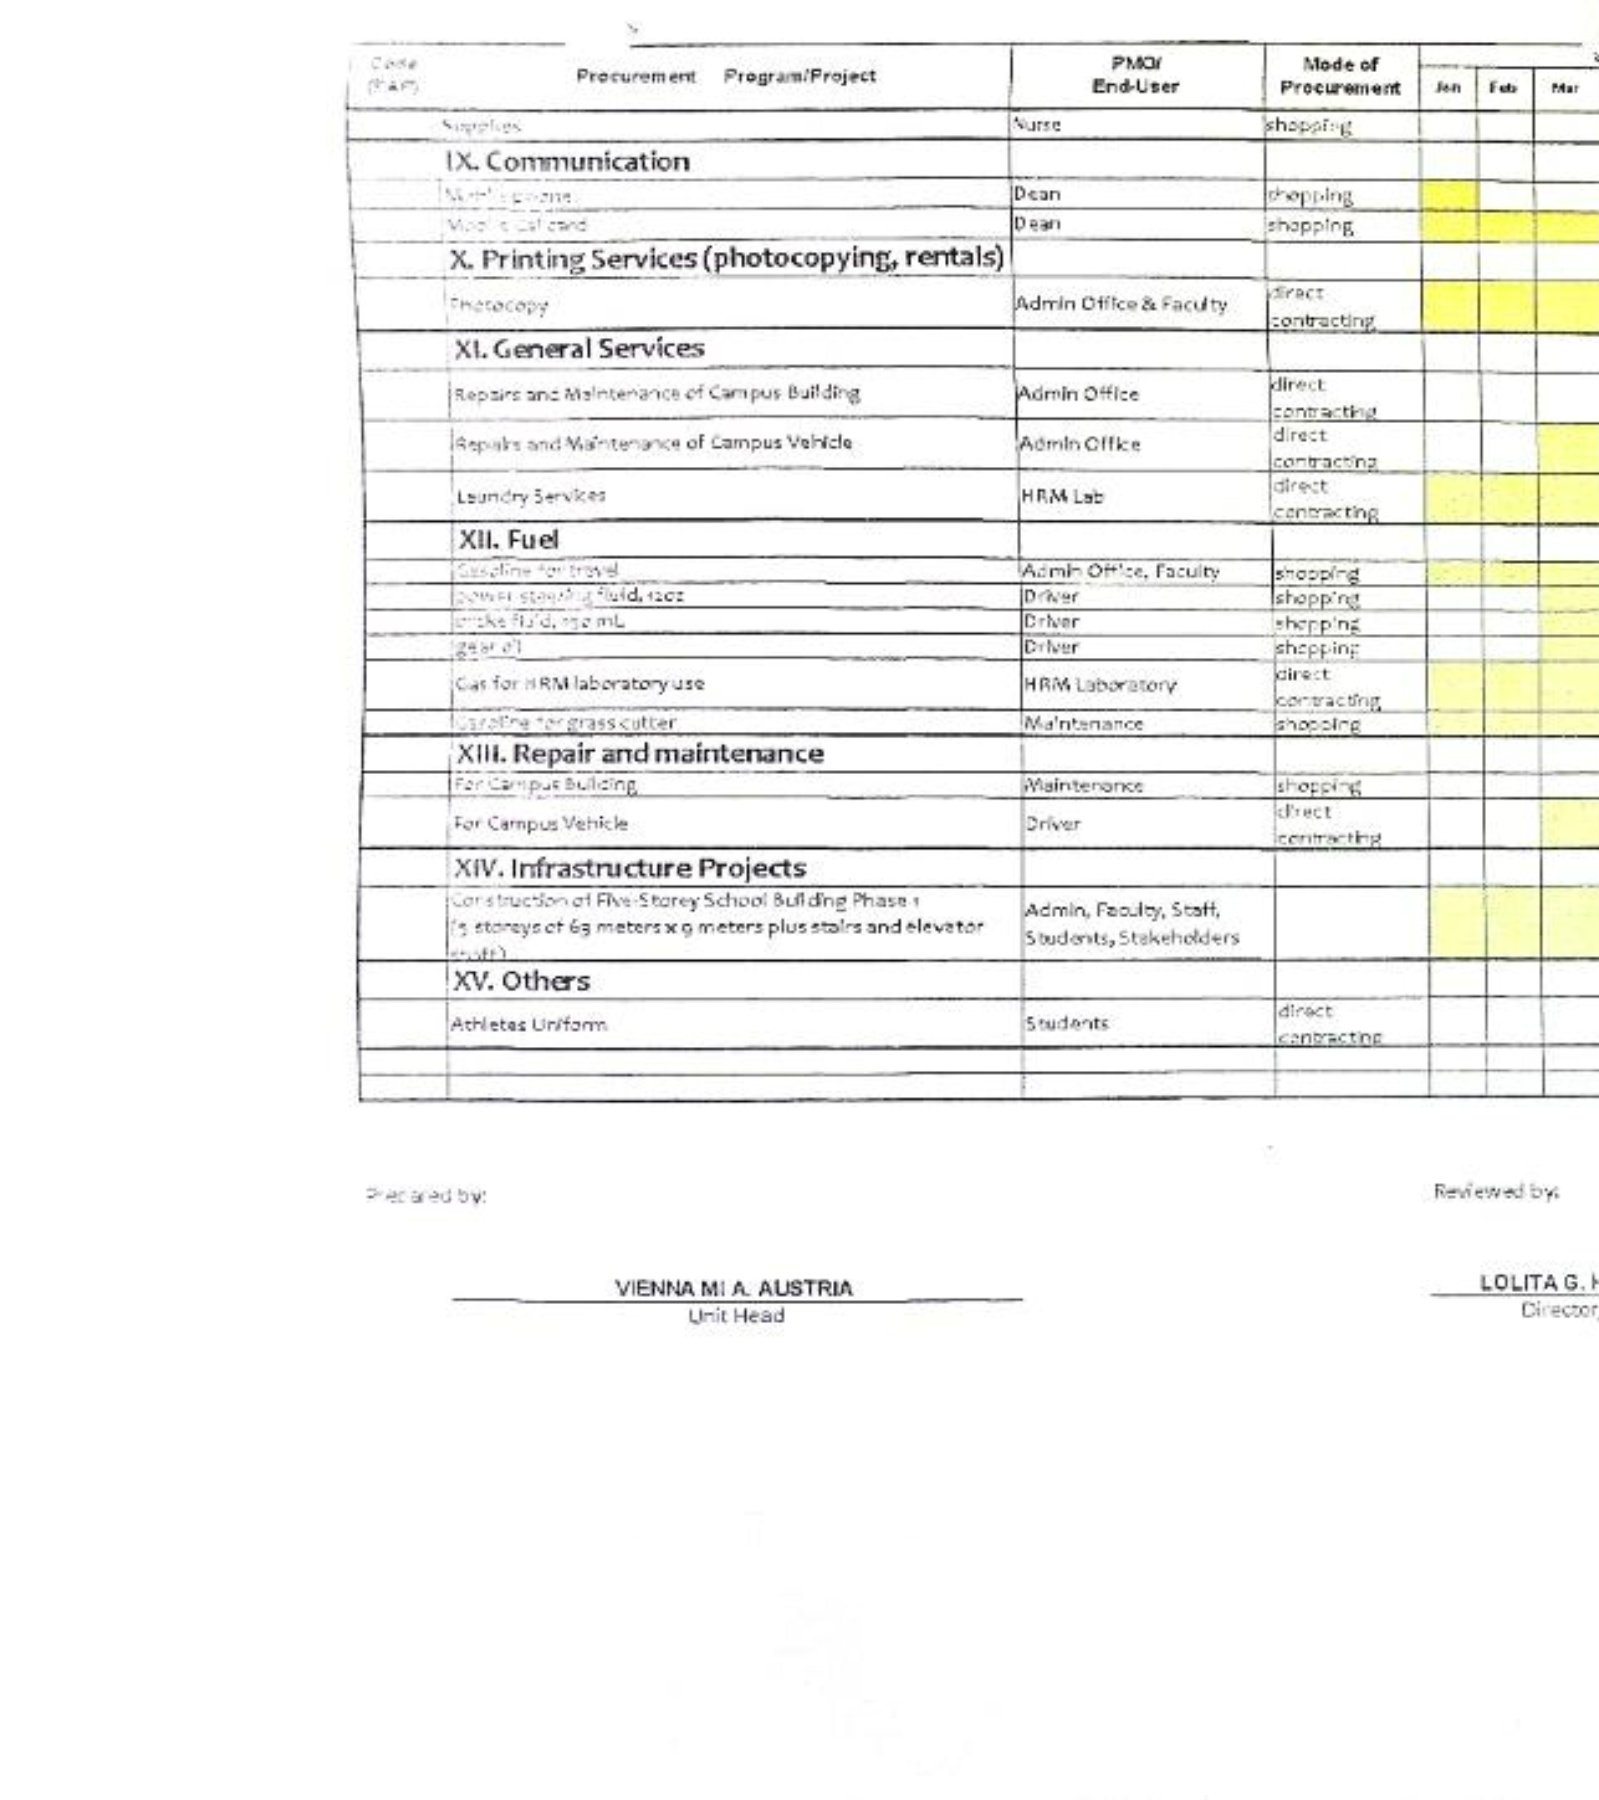 Code
(PAP)
Procurement Program/Project
PMO/
End-User
Mode of
Procurement
Jan Feb Mar
Supplies Nurse shopping
IX. Communication
Dean shopping
Dean shopping
X. Printing Services (photocopying, rentals)
Photocopy Admin Office & Faculty direct
contracting
XI. General Services
Repairs and Maintenance of Campus Building Admin Office direct
contracting
Repairs and Maintenance of Campus Vehicle Admin Office direct
contracting
Laundry Services HRM Lab direct
contracting
XII. Fuel
Gasoline for travel Admin Office, Faculty shopping
power steering fluid, 12oz Driver shopping
brake fluid, mL Driver shopping
gear oil Driver shopping
Gas for HRM laboratory use HRM Laboratory direct
contracting
Gasoline for grass cutter Maintenance shopping
XIII. Repair and maintenance
For Campus Building Maintenance shopping
For Campus Vehicle Driver direct
contracting
XIV. Infrastructure Projects
Construction of Five-Storey School Building Phase 1
(5 storeys of 63 meters x 9 meters plus stairs and elevator
shaft)
Admin, Faculty, Staff,
Students, Stakeholders
XV. Others
Athletes Uniform Students direct
contracting
Prepared by: Reviewed by:
VIENNA MI A. AUSTRIA LOLITA G. H
Unit Head Director,